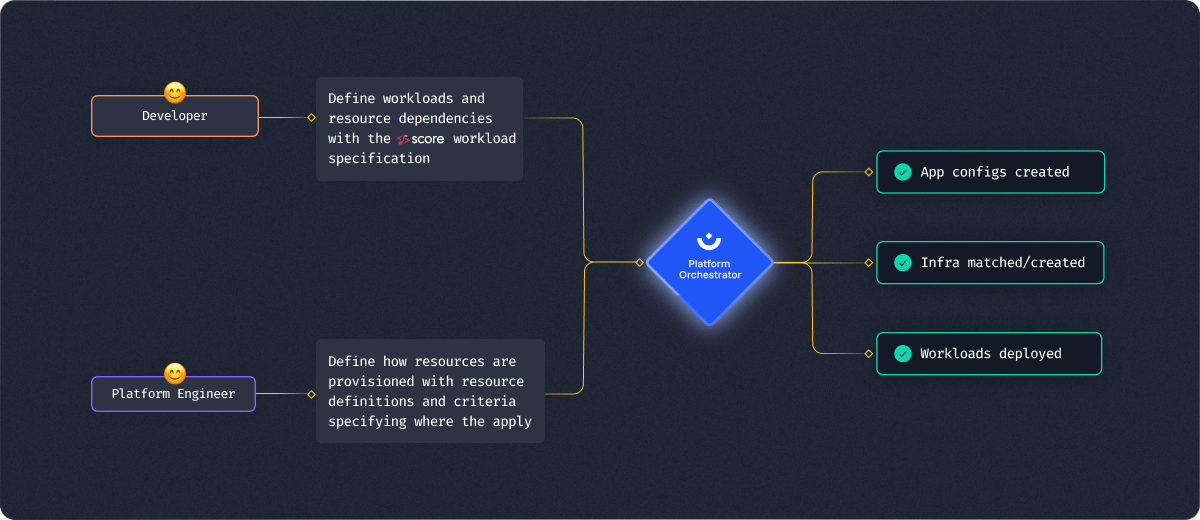 Developer
Define workloads and
resource dependencies
with the score workload
specification
Platform Engineer
Define how resources are
provisioned with resource
definitions and criteria
specifying where the apply
Platform
Orchestrator
App configs created
Infra matched/created
Workloads deployed